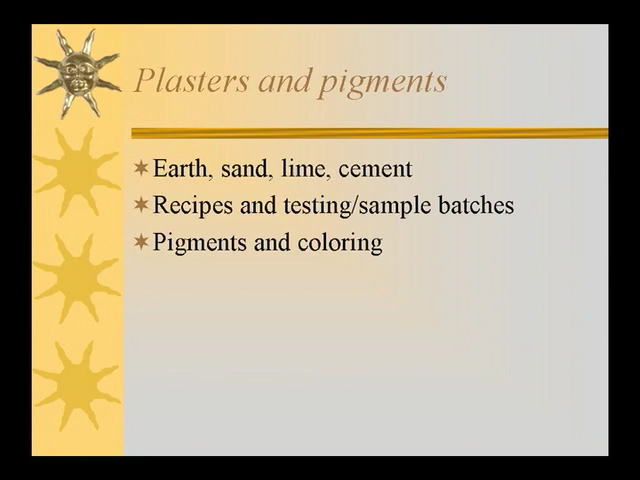 Plasters and pigments
Earth, sand, lime, cement
Recipes and testing/sample batches
Pigments and coloring